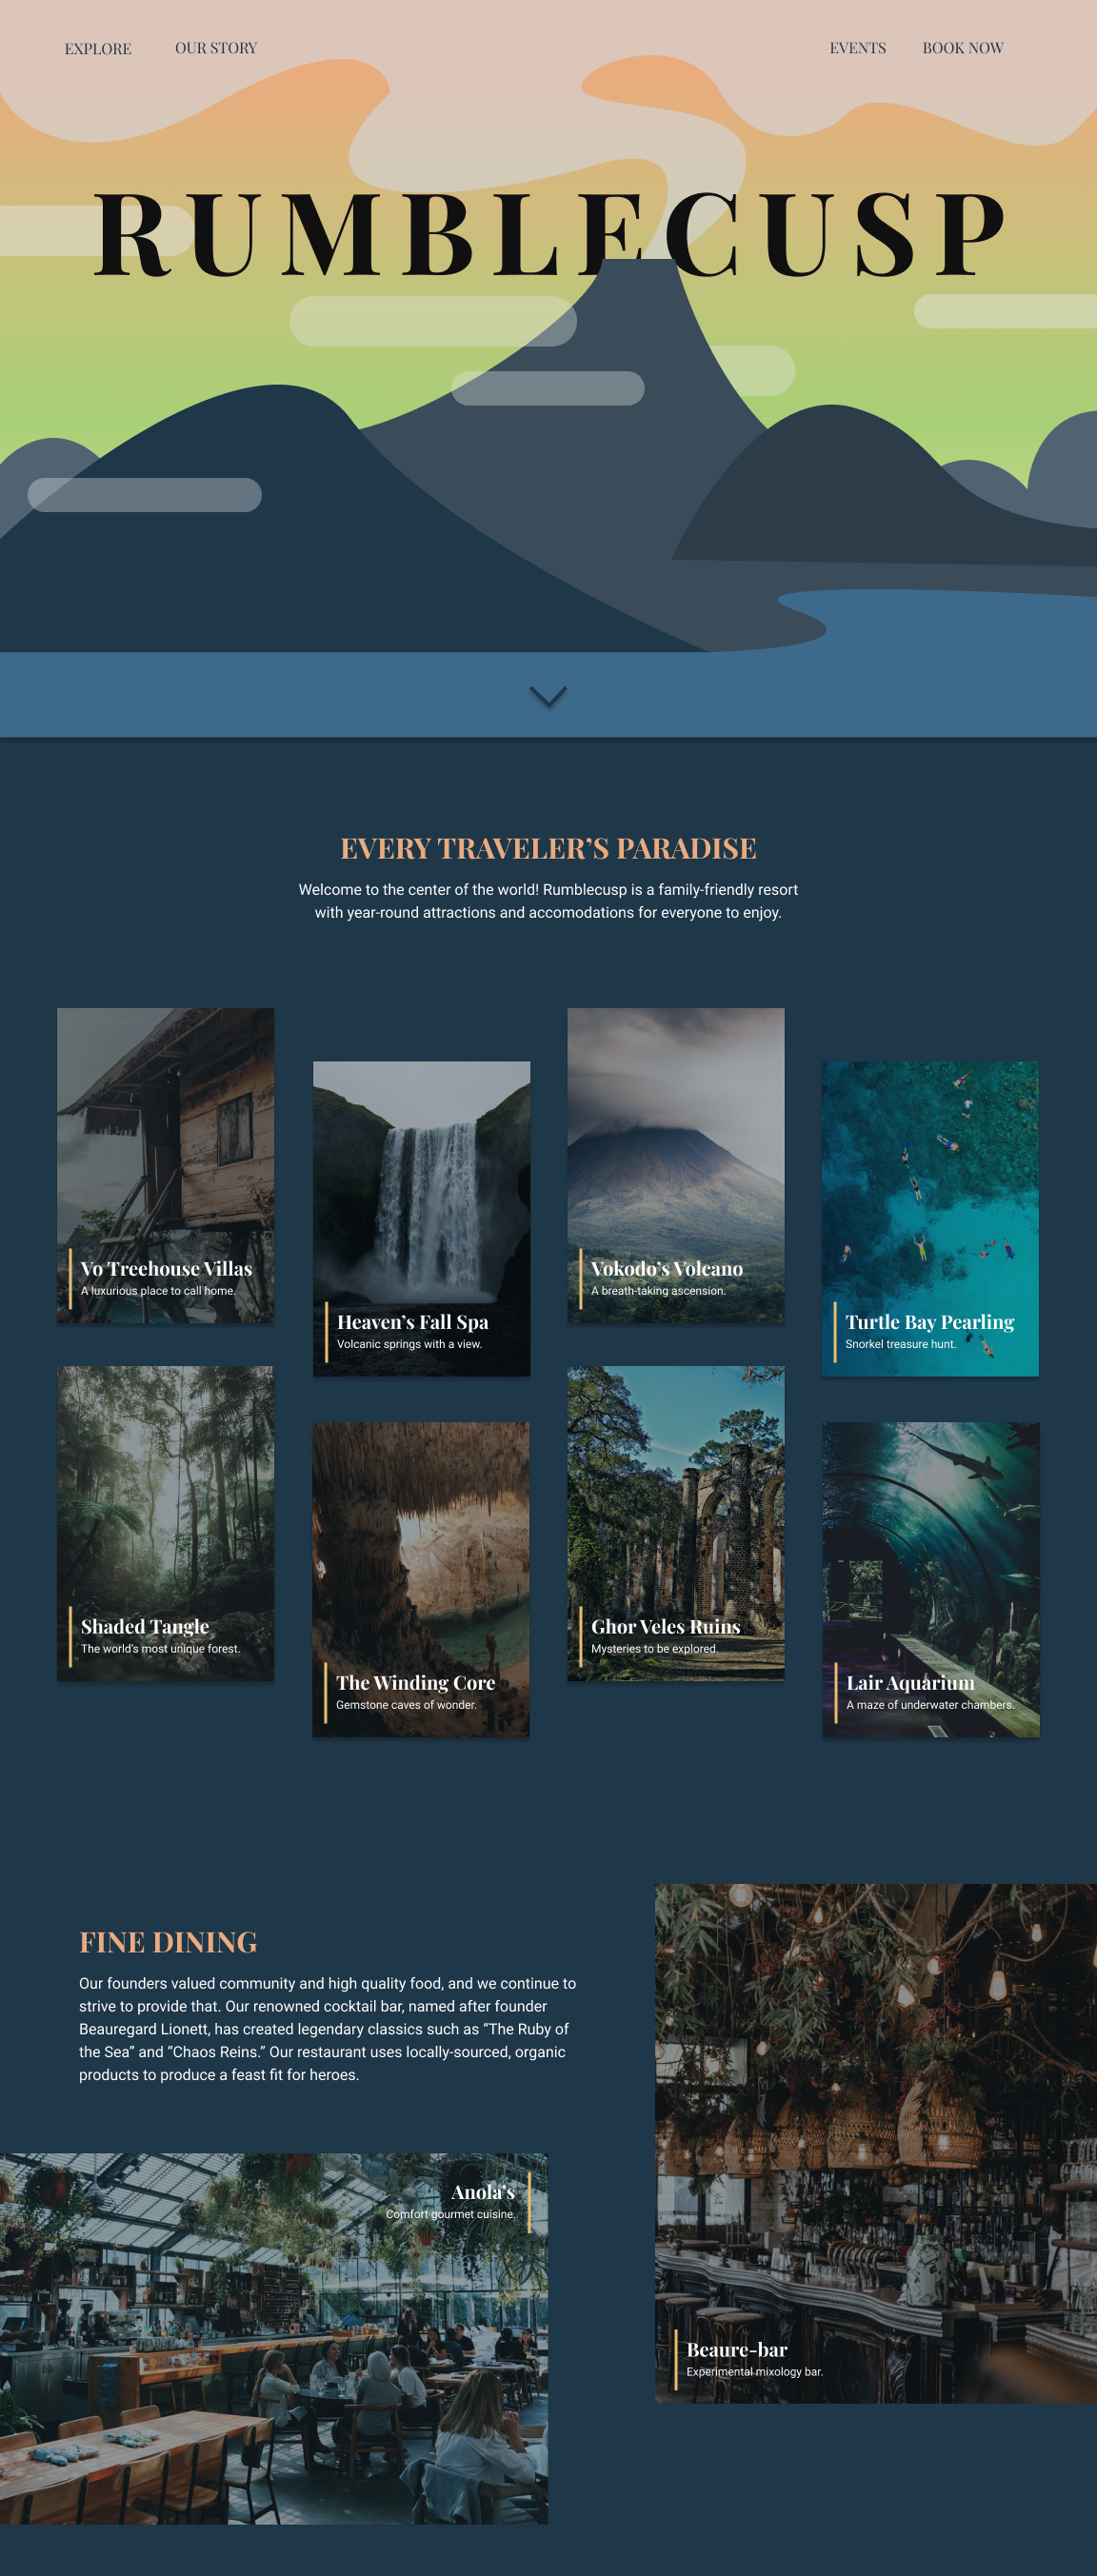 EXPLORE
OUR STORY
EVENTS
BOOK NOW
RUMBLECUSP
EVERY TRAVELER’S PARADISE
Welcome to the center of the world! Rumblecusp is a family-friendly resort
with year-round attractions and accomodations for everyone to enjoy.
Vo Treehouse Villas
A luxurious place to call home.
Heaven’s Fall Spa
Volcanic springs with a view.
Vokodo’s Volcano
A breath-taking ascension.
Turtle Bay Pearling
Snorkel treasure hunt.
Shaded Tangle
The world’s most unique forest.
The Winding Core
Gemstone caves of wonder.
Ghor Veles Ruins
Mysteries to be explored.
Lair Aquarium
A maze of underwater chambers.
FINE DINING
Our founders valued community and high quality food, and we continue to
strive to provide that. Our renowned cocktail bar, named after founder
Beauregard Lionett, has created legendary classics such as “The Ruby of
the Sea” and “Chaos Reins.” Our restaurant uses locally-sourced, organic
products to produce a feast fit for heroes.
Anola’s
Comfort gourmet cuisine.
Beaure-bar
Experimental mixology bar.